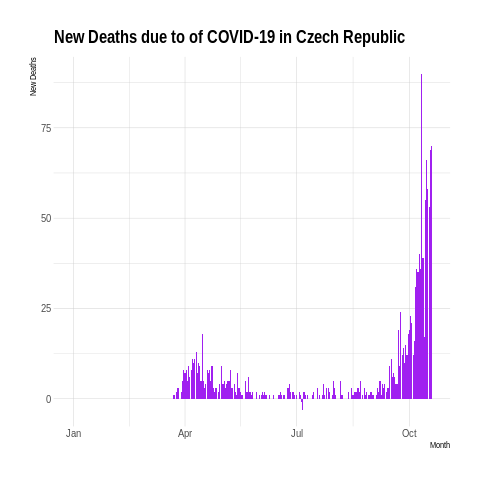 New Deaths due to of COVID-19 in Czech Republic
New Deaths
75
50
25
0
Jan Apr Jul Oct
Month